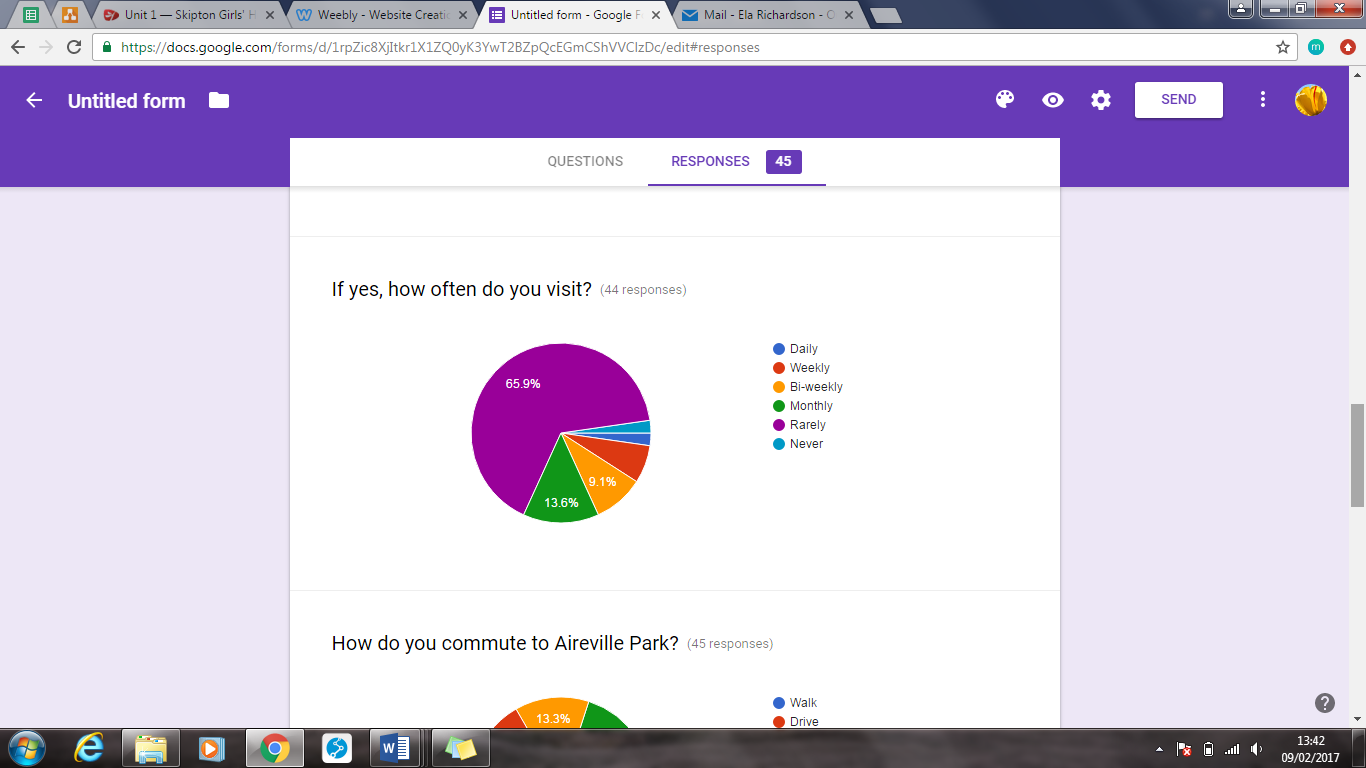 Unit 1 — Skipton Girls' H
Weebly - Website Creatio
Untitled form - Google F
Mail - Ela Richardson - O
https://docs.google.com/forms/d/1rpZic8XjItkr1X1ZQ0yK3YwT2BZpQcEGmCShVVClzDc/edit#responses
m
Untitled form
SEND
QUESTIONS
RESPONSES
45
If yes, how often do you visit? (44 responses)
65.9%
9.1%
13.6%
Daily
Weekly
Bi-weekly
Monthly
Rarely
Never
How do you commute to Aireville Park? (45 responses)
13.3%
Walk
Drive
?
13:42
09/02/2017